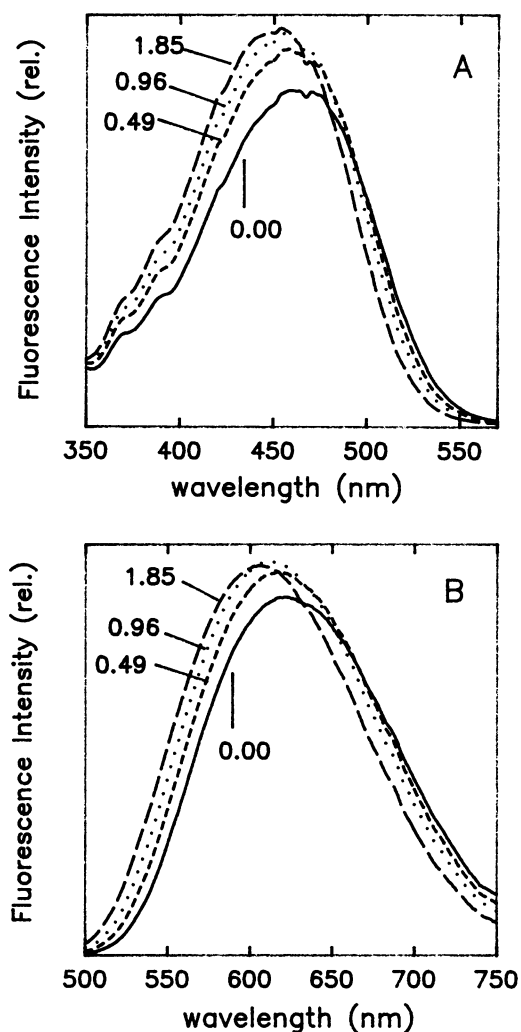 A
1.85
0.96
0.49
0.00
Fluorescence Intensity (rel.)
350 400 450 500 550
wavelength (nm)
B
1.85
0.96
0.49
0.00
Fluorescence Intensity (rel.)
500 550 600 650 700 750
wavelength (nm)